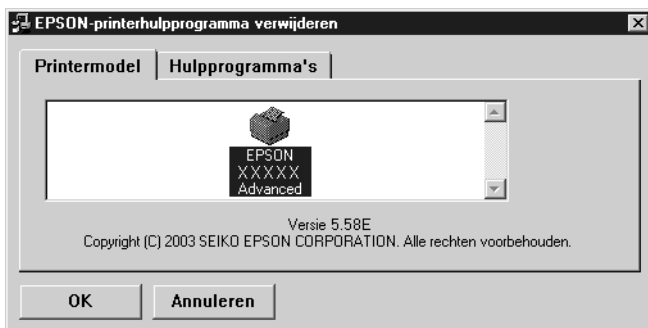 EPSON-printerhulpprogramma verwijderen
Printermodel Hulpprogramma's
EPSON
XXXXX
Advanced
Versie 5.58E
Copyright (C) 2003 SEIKO EPSON CORPORATION. Alle rechten voorbehouden.
OK Annuleren